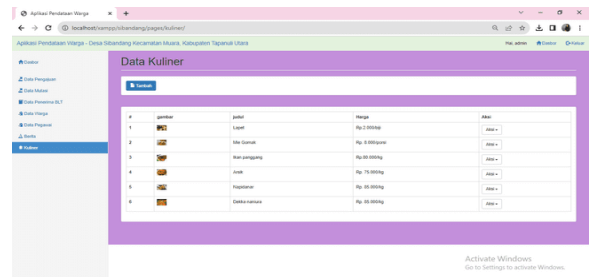 Aplikasi Pendataan Warga
localhost/xampp/sibandang/pages/kuliner/
Aplikasi Pendataan Warga - Desa Sibandang Kecamatan Muara, Kabupaten Tapanuli Utara
Hai, admin Dasbor Keluar
Dasbor
Data Pengajuan
Data Mutasi
Data Penerima BLT
Data Warga
Data Pegawai
Berita
Kuliner
Data Kuliner
Tambah
# gambar judul Harga Aksi
1 Lapet Rp.2.000/biji Aksi
2 Mie Gomak Rp. 8.000/porsi Aksi
3 Ikan panggang Rp.80.000/kg Aksi
4 Arsik Rp. 75.000/kg Aksi
5 Napidanar Rp. 85.000/kg Aksi
6 Dekke naniura Rp. 85.000/kg Aksi
Activate Windows
Go to Settings to activate Windows.